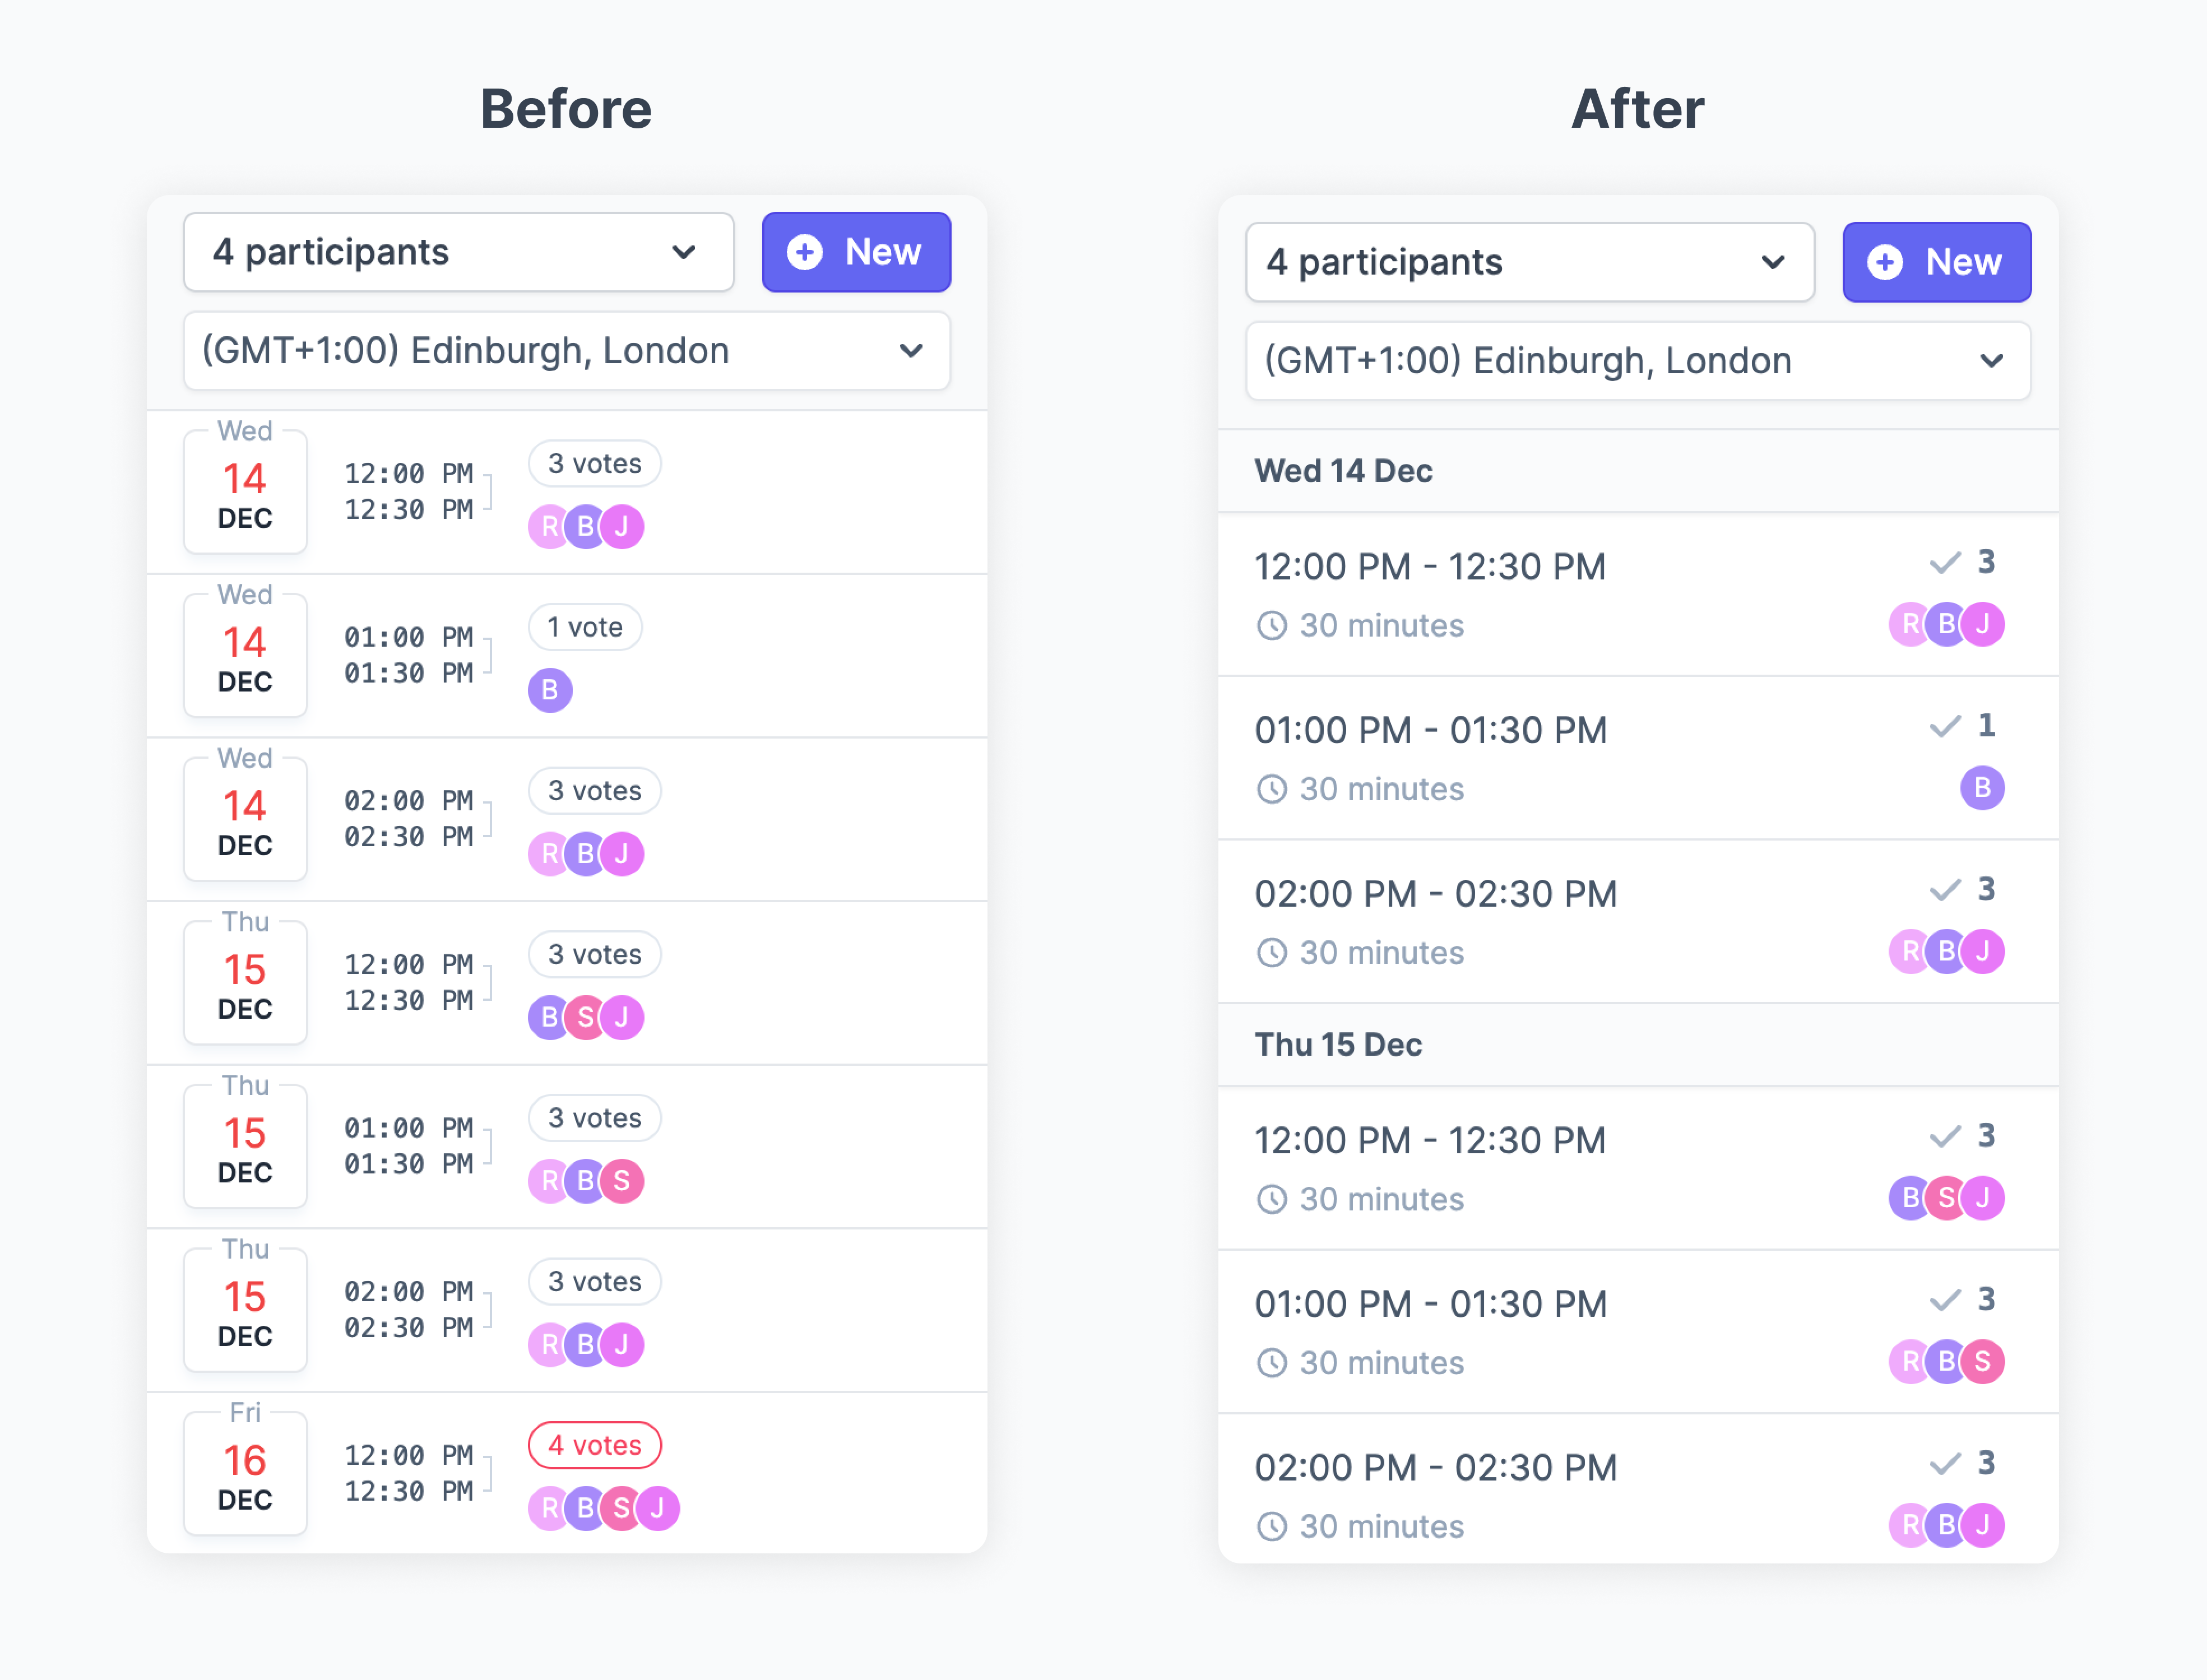 Before
4 participants
New
(GMT+1:00) Edinburgh, London
Wed
14
DEC
12:00 PM
12:30 PM
3 votes
R B J
Wed
14
DEC
01:00 PM
01:30 PM
1 vote
B
Wed
14
DEC
02:00 PM
02:30 PM
3 votes
R B J
Thu
15
DEC
12:00 PM
12:30 PM
3 votes
B S J
Thu
15
DEC
01:00 PM
01:30 PM
3 votes
R B S
Thu
15
DEC
02:00 PM
02:30 PM
3 votes
R B J
Fri
16
DEC
12:00 PM
12:30 PM
4 votes
R B S J
After
4 participants
New
(GMT+1:00) Edinburgh, London
Wed 14 Dec
12:00 PM - 12:30 PM
3
30 minutes
R B J
01:00 PM - 01:30 PM
1
30 minutes
B
02:00 PM - 02:30 PM
3
30 minutes
R B J
Thu 15 Dec
12:00 PM - 12:30 PM
3
30 minutes
B S J
01:00 PM - 01:30 PM
3
30 minutes
R B S
02:00 PM - 02:30 PM
3
30 minutes
R B J